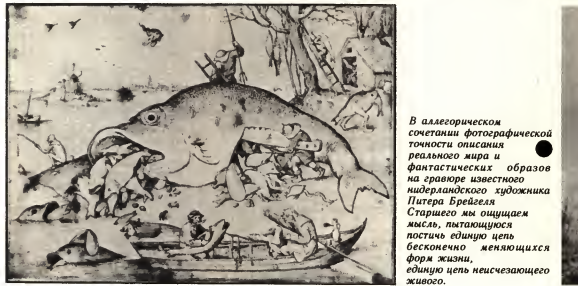 В аллегорическом
сочетании фотографической
точности описания
реального мира и
фантастических образов
на гравюре известного
нидерландского художника
Питера Брейгеля
Старшего мы ощущаем
мысль, пытающуюся
постичь единую цепь
бесконечно меняющихся
форм жизни,
единую цепь неисчезающего
живого.